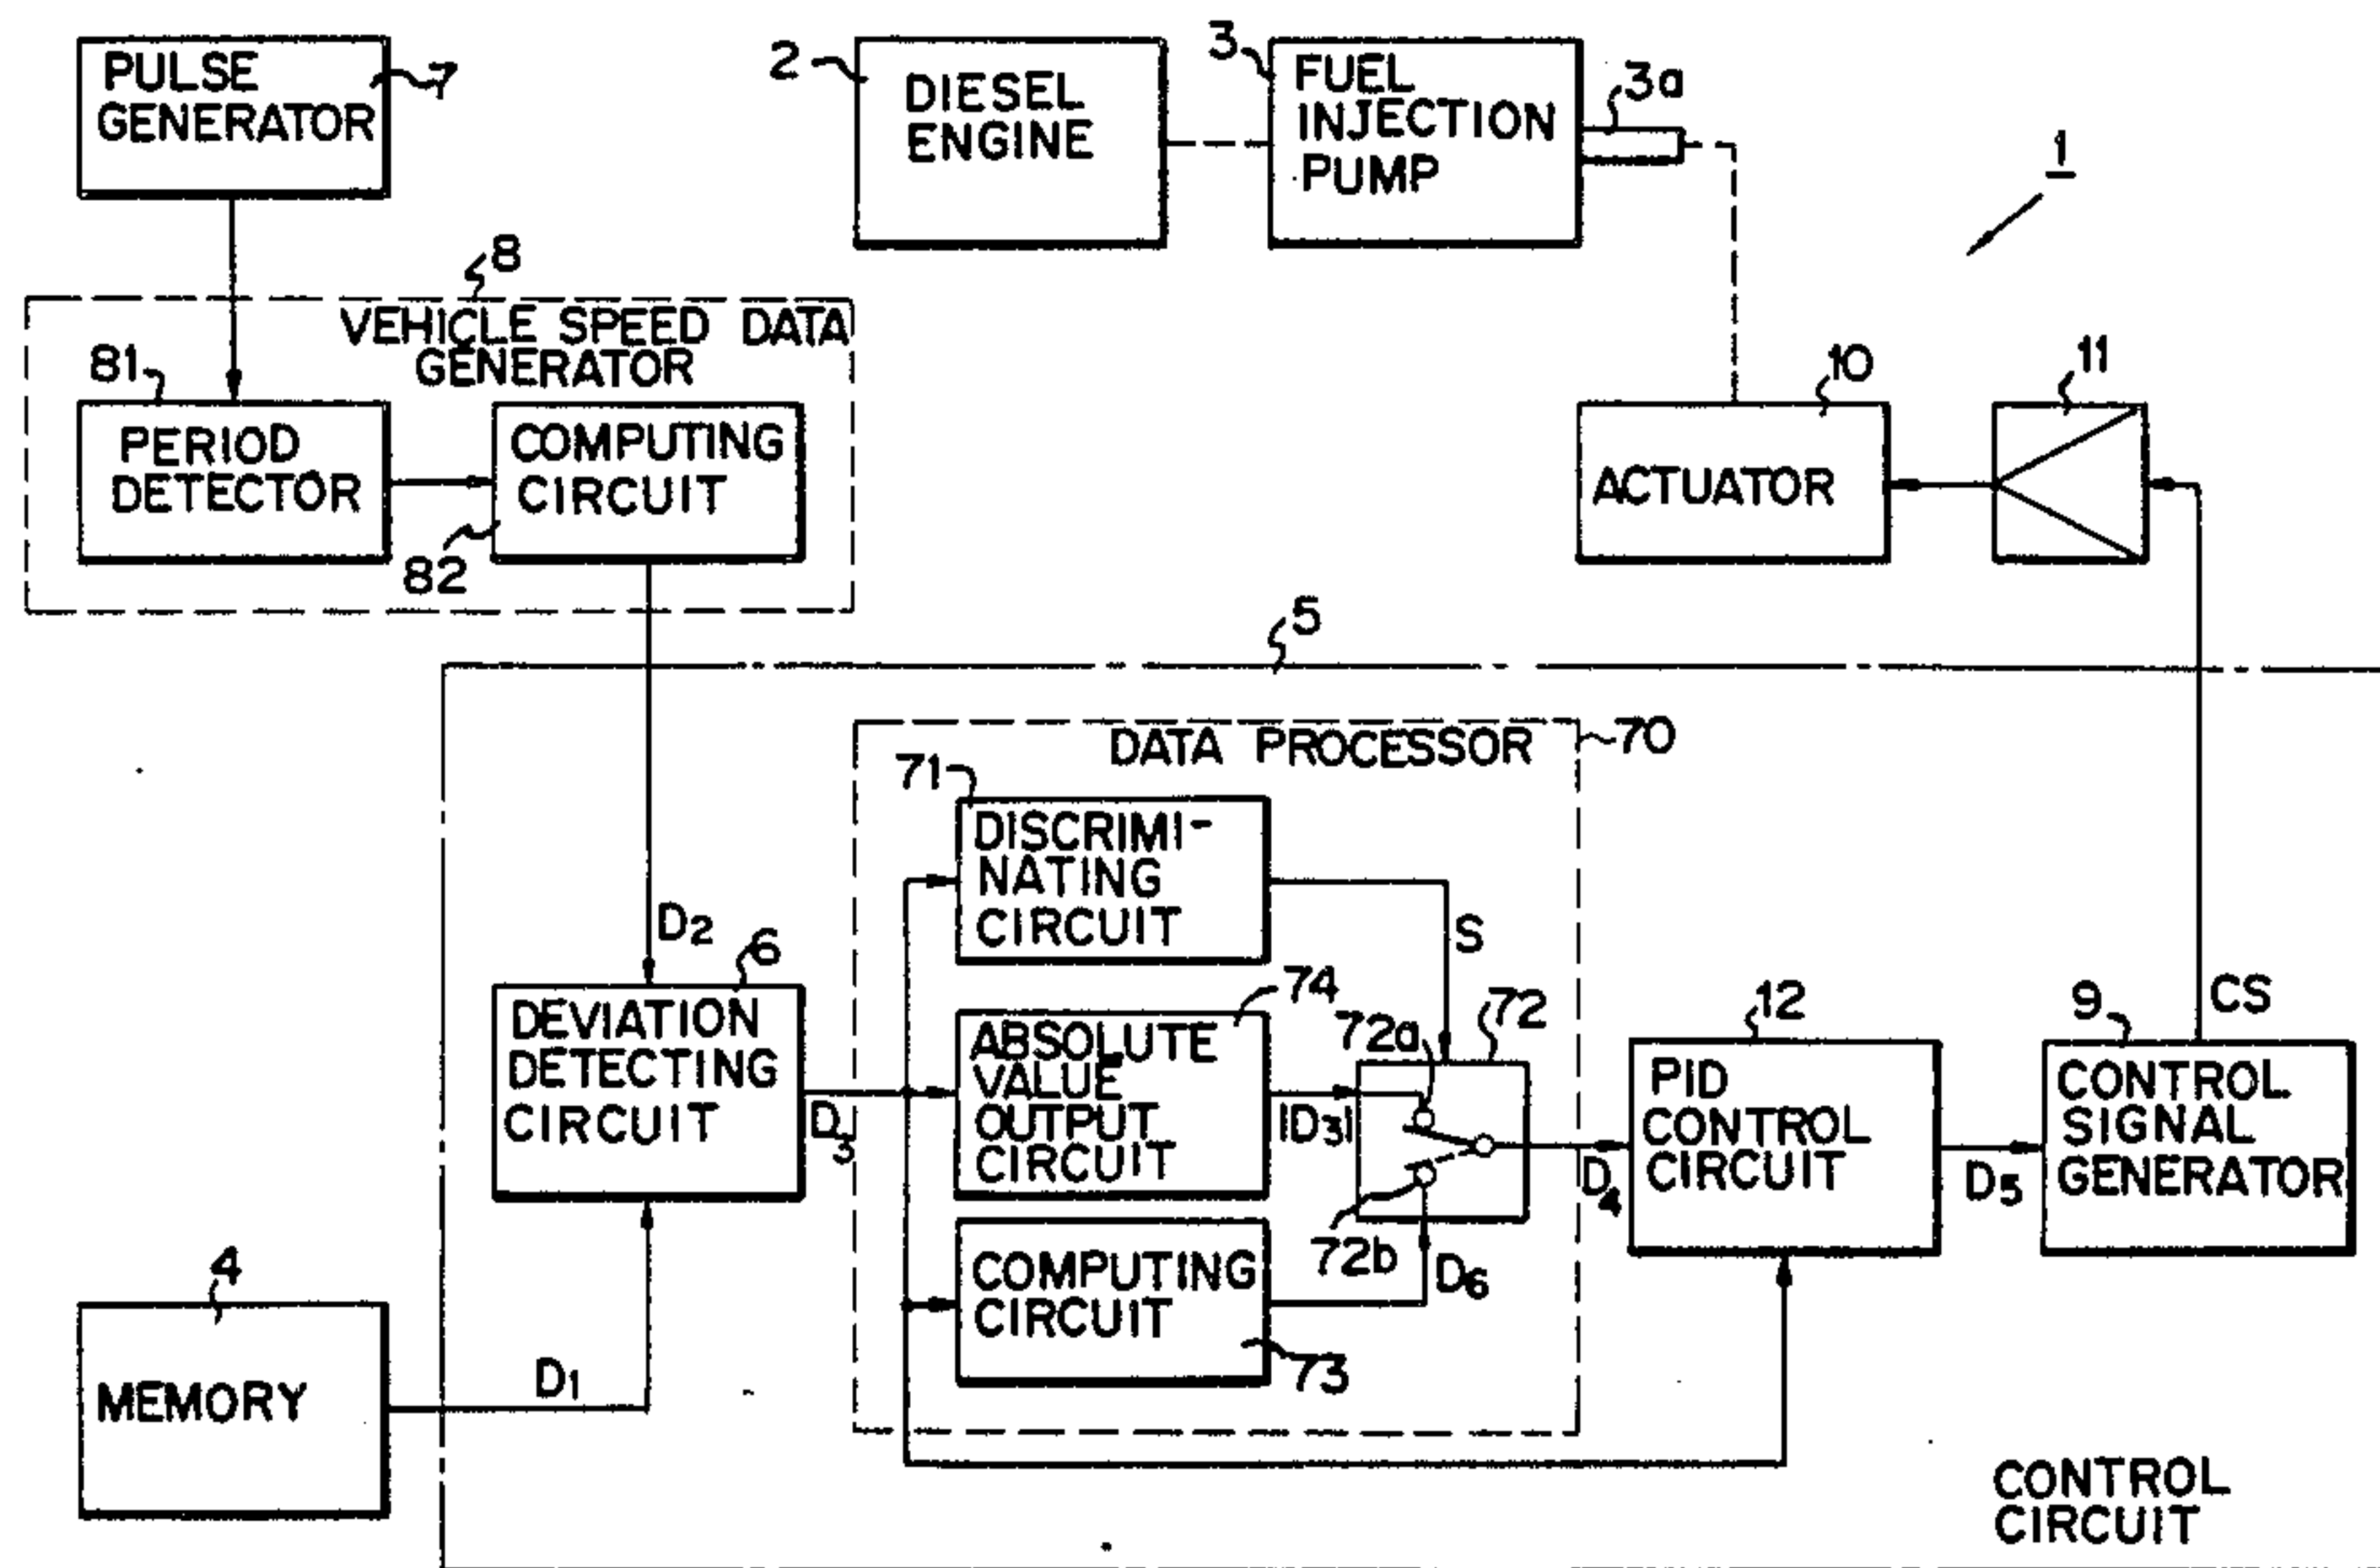 PULSE
GENERATOR
7
2
DIESEL
ENGINE
3
FUEL
INJECTION
PUMP
3a
1
8
VEHICLE SPEED DATA
GENERATOR
81
PERIOD
DETECTOR
COMPUTING
CIRCUIT
82
10
ACTUATOR
11
5
DATA PROCESSOR
70
71
DISCRIMI-
NATING
CIRCUIT
S
D2
6
DEVIATION
DETECTING
CIRCUIT
D3
74
ABSOLUTE
VALUE
OUTPUT
CIRCUIT
|D3|
72a
72
72b
D6
D4
12
PID
CONTROL
CIRCUIT
D5
9
CS
CONTROL
SIGNAL
GENERATOR
COMPUTING
CIRCUIT
73
4
MEMORY
D1
CONTROL
CIRCUIT